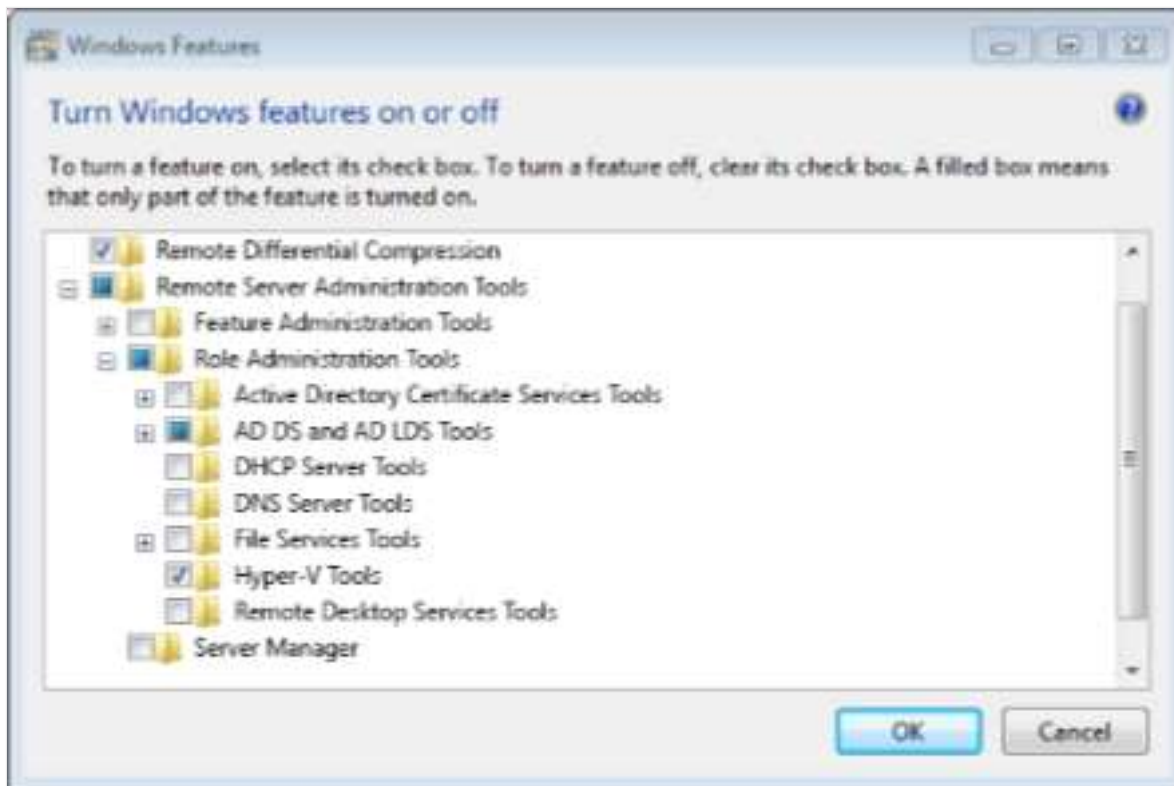 Windows Features
Turn Windows features on or off
To turn a feature on, select its check box. To turn a feature off, clear its check box. A filled box means
that only part of the feature is turned on.
Remote Differential Compression
Remote Server Administration Tools
Feature Administration Tools
Role Administration Tools
Active Directory Certificate Services Tools
AD DS and AD LDS Tools
DHCP Server Tools
DNS Server Tools
File Services Tools
Hyper-V Tools
Remote Desktop Services Tools
Server Manager
OK Cancel